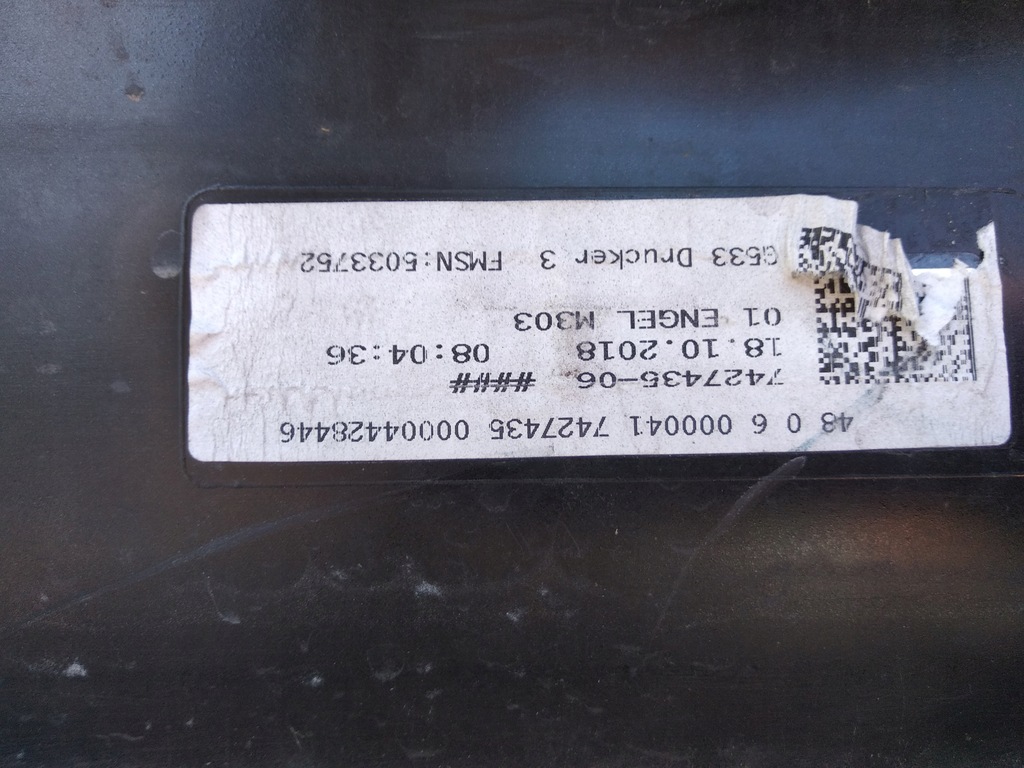 48 0 6 000041 7427435 00004428446
7427435-06 ####
18.10.2018 08:04:36
01 ENGEL M303
G533 Drucker 3 FMSN:5033752